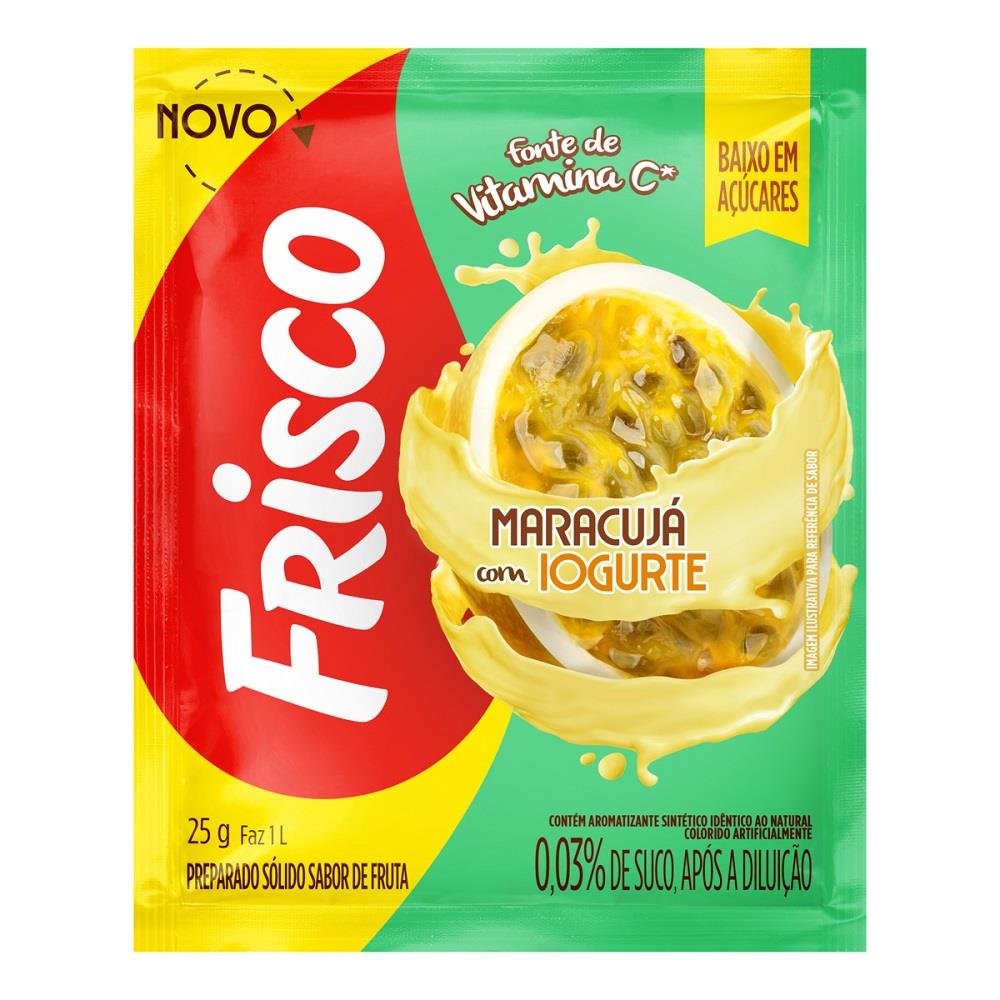 NOVO
fonte de
Vitamina C*
BAIXO EM
AÇÚCARES
FRISCO
MARACUJÁ
com IOGURTE
IMAGEM ILUSTRATIVA PARA REFERÊNCIA DE SABOR
25 g Faz 1 L
PREPARADO SÓLIDO SABOR DE FRUTA
CONTÉM AROMATIZANTE SINTÉTICO IDÊNTICO AO NATURAL
COLORIDO ARTIFICIALMENTE
0,03% DE SUCO, APÓS A DILUIÇÃO